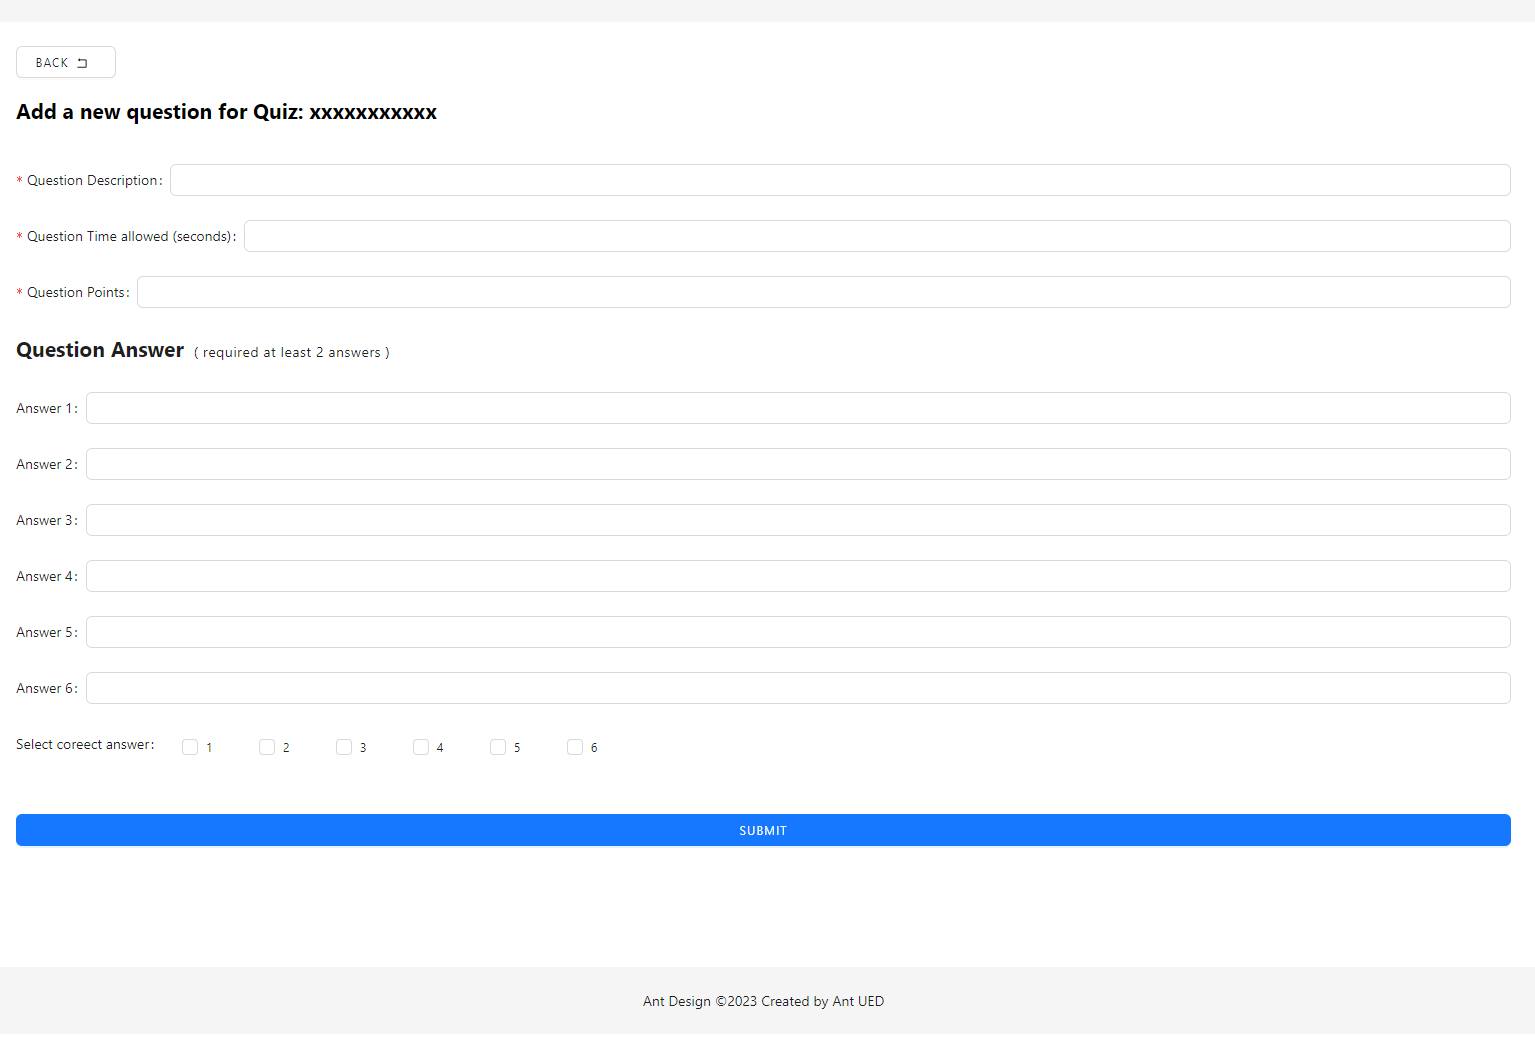 BACK
Add a new question for Quiz: xxxxxxxxxxx
* Question Description:
* Question Time allowed (seconds):
* Question Points:
Question Answer ( required at least 2 answers )
Answer 1:
Answer 2:
Answer 3:
Answer 4:
Answer 5:
Answer 6:
Select coreect answer: 1 2 3 4 5 6
SUBMIT
Ant Design ©2023 Created by Ant UED